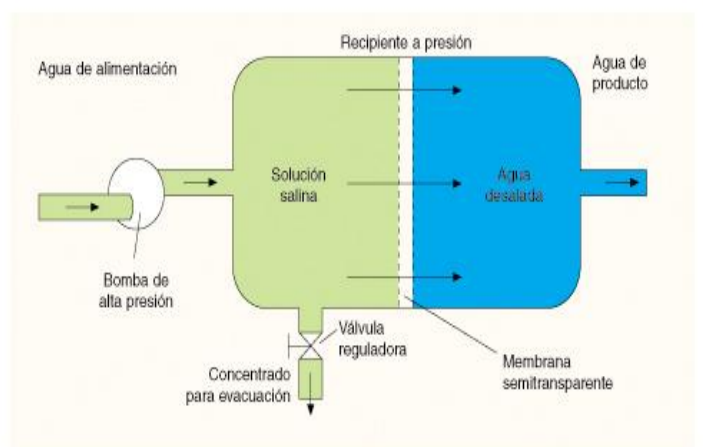 Recipiente a presión
Agua de alimentación
Agua de
producto
Solución
salina
Agua
desalada
Bomba de
alta presión
Válvula
reguladora
Membrana
semitransparente
Concentrado
para evacuación